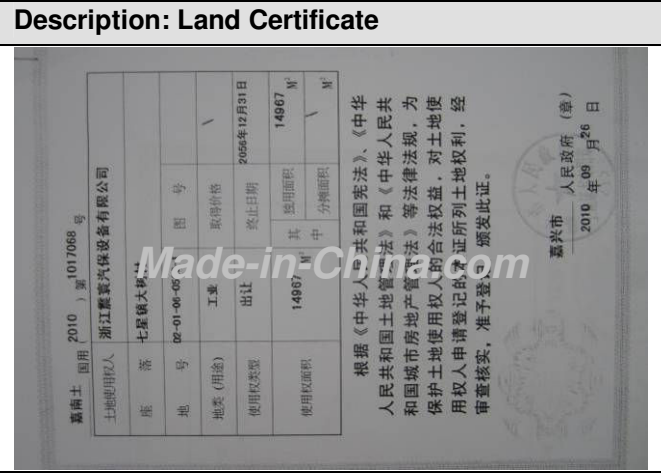 Description: Land Certificate
嘉南土国用（2010）第1017068号
土地使用权人 浙江震寰汽保设备有限公司
座落 七星镇大树村
地号 02-01-06-05 图号
地类（用途） 工业 取得价格
使用权类型 出让 终止日期 2056年12月31日
使用权面积 14967 M² 其中 独用面积 14967 M²
分摊面积 M²
根据《中华人民共和国宪法》、《中华
人民共和国土地管理法》和《中华人民共
和国城市房地产管理法》等法律法规，为
保护土地使用权人的合法权益，对土地使
用权人申请登记的本证所列土地权利，经
审查核实，准予登记，颁发此证。
嘉兴市 人民政府（章）
2010 年 09 月 26 日
Made-in-China.com